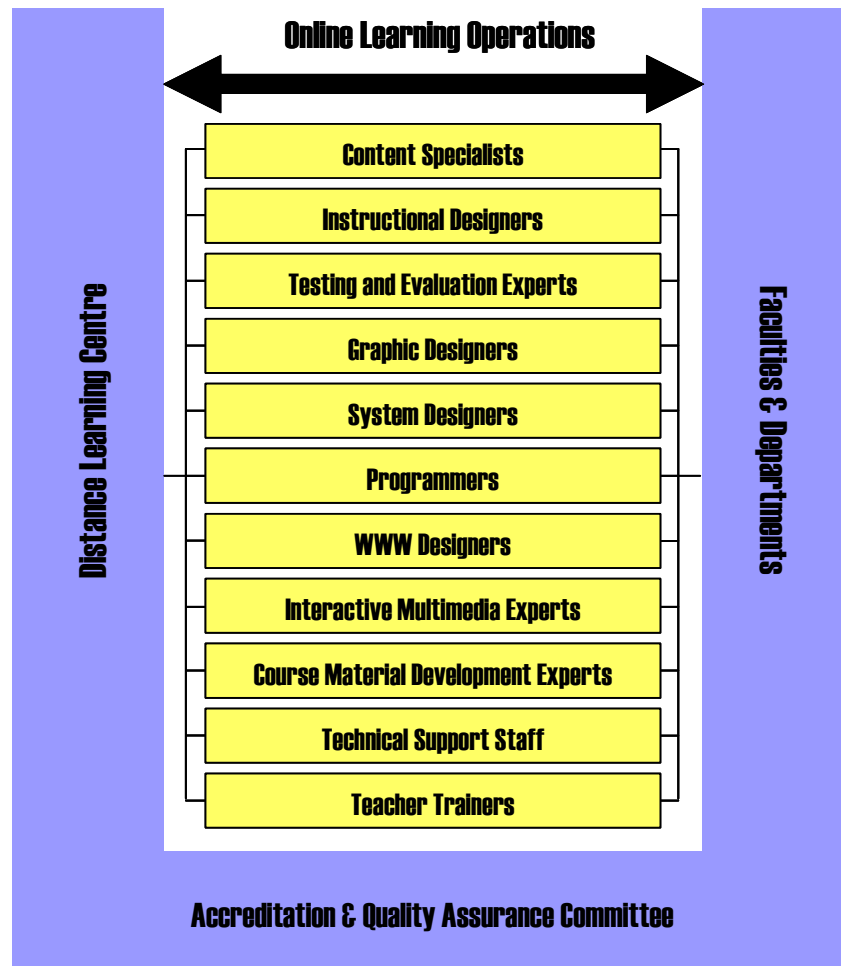 Online Learning Operations
Distance Learning Centre
Content Specialists
Instructional Designers
Testing and Evaluation Experts
Graphic Designers
System Designers
Programmers
WWW Designers
Interactive Multimedia Experts
Course Material Development Experts
Technical Support Staff
Teacher Trainers
Faculties & Departments
Accreditation & Quality Assurance Committee